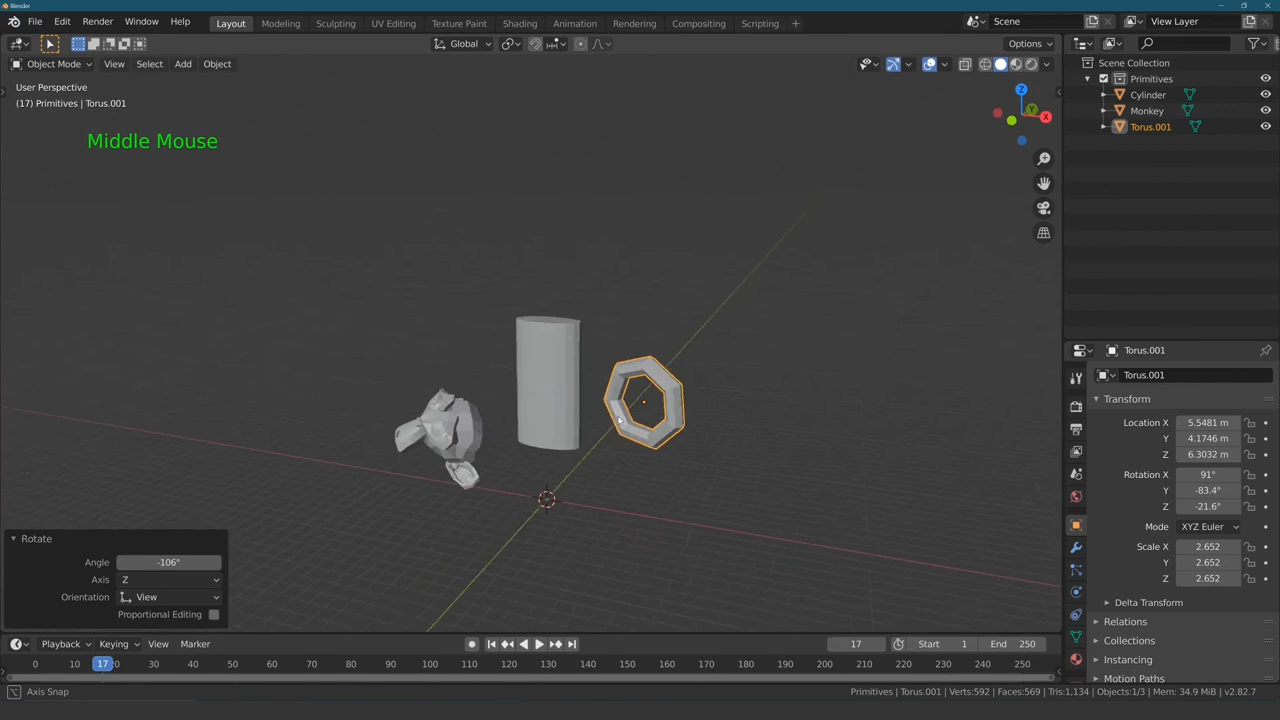 Blender
File Edit Render Window Help Layout Modeling Sculpting UV Editing Texture Paint Shading Animation Rendering Compositing Scripting + Scene View Layer
Global Options
Object Mode View Select Add Object
User Perspective
(17) Primitives | Torus.001
Middle Mouse
Z
Y
X
Scene Collection
Primitives
Cylinder
Monkey
Torus.001
Torus.001
Torus.001
Transform
Location X 5.5481 m
Y 4.1746 m
Z 6.3032 m
Rotation X 91°
Y -83.4°
Z -21.6°
Mode XYZ Euler
Scale X 2.652
Y 2.652
Z 2.652
Delta Transform
Relations
Collections
Instancing
Motion Paths
Rotate
Angle -106°
Axis Z
Orientation View
Proportional Editing
Playback Keying View Marker 17 Start 1 End 250
0 10 17 20 30 40 50 60 70 80 90 100 110 120 130 140 150 160 170 180 190 200 210 220 230 240 250
Axis Snap
Primitives | Torus.001 | Verts:592 | Faces:569 | Tris:1,134 | Objects:1/3 | Mem: 34.9 MiB | v2.82.7